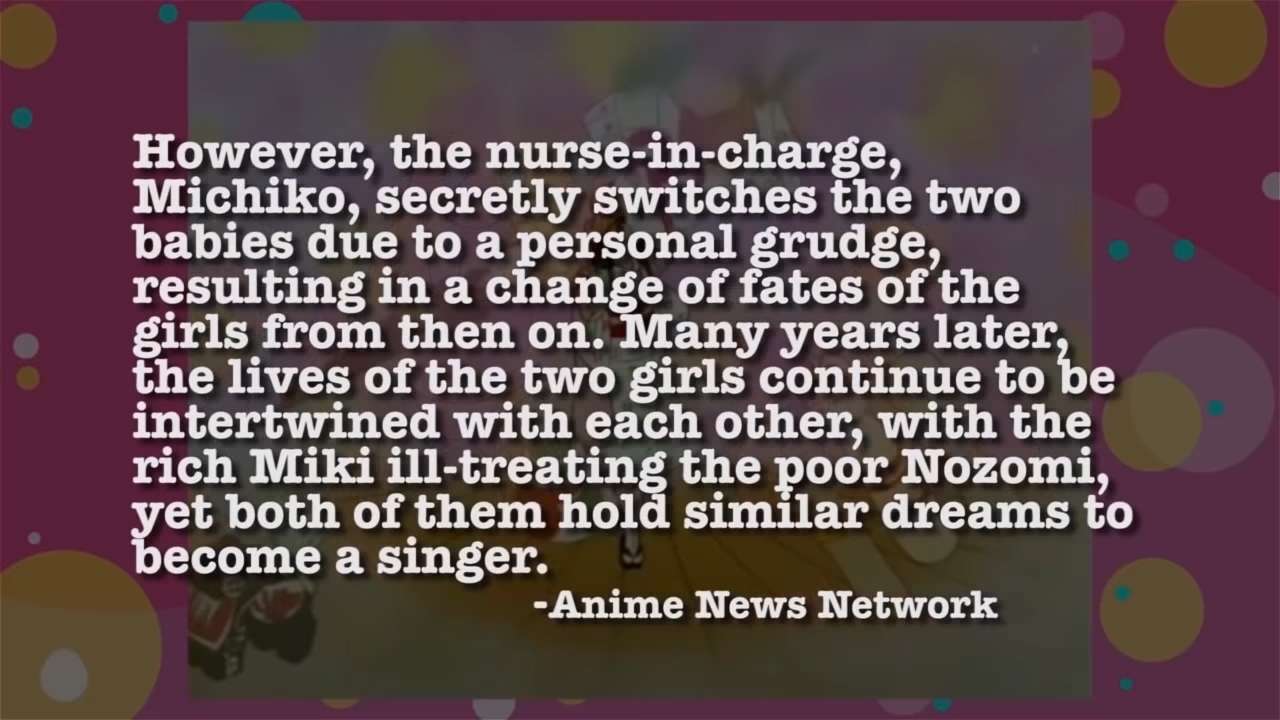 However, the nurse-in-charge,
Michiko, secretly switches the two
babies due to a personal grudge,
resulting in a change of fates of the
girls from then on. Many years later,
the lives of the two girls continue to be
intertwined with each other, with the
rich Miki ill-treating the poor Nozomi,
yet both of them hold similar dreams to
become a singer.
-Anime News Network